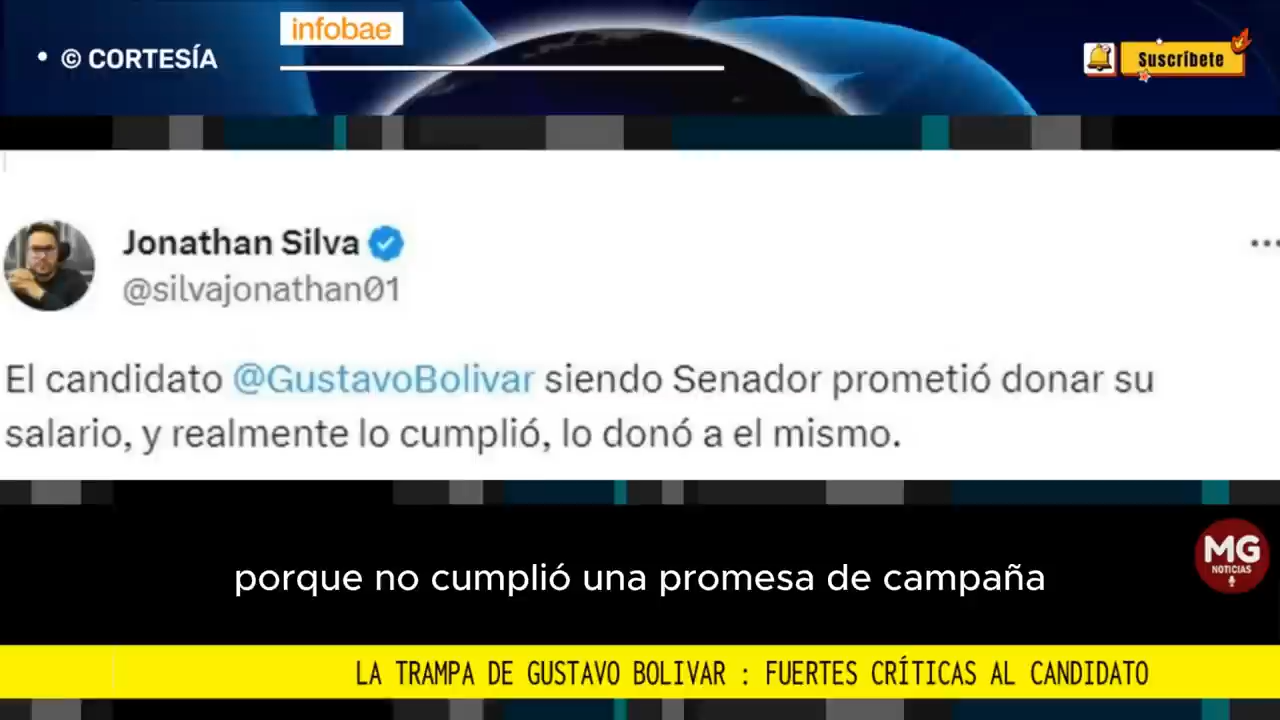 infobae
• © CORTESÍA
Suscríbete
Jonathan Silva
@silvajonathan01
El candidato @GustavoBolivar siendo Senador prometió donar su
salario, y realmente lo cumplió, lo donó a el mismo.
MG
NOTICIAS
porque no cumplió una promesa de campaña
LA TRAMPA DE GUSTAVO BOLIVAR : FUERTES CRÍTICAS AL CANDIDATO